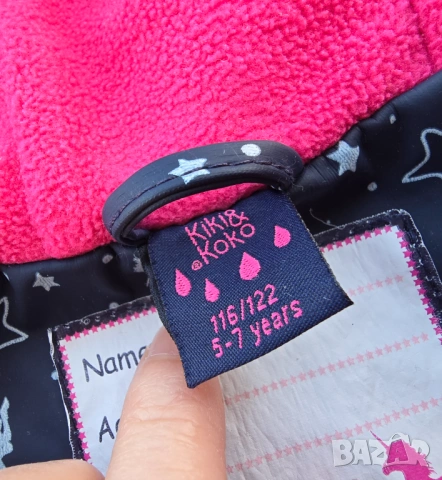 KiKi&
KOKO
®
116/122
5-7 years
Name
BAZAR